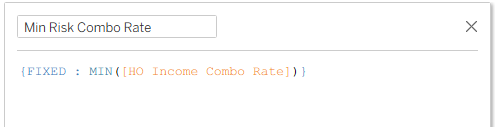 Min Risk Combo Rate
{FIXED : MIN([HO Income Combo Rate])}